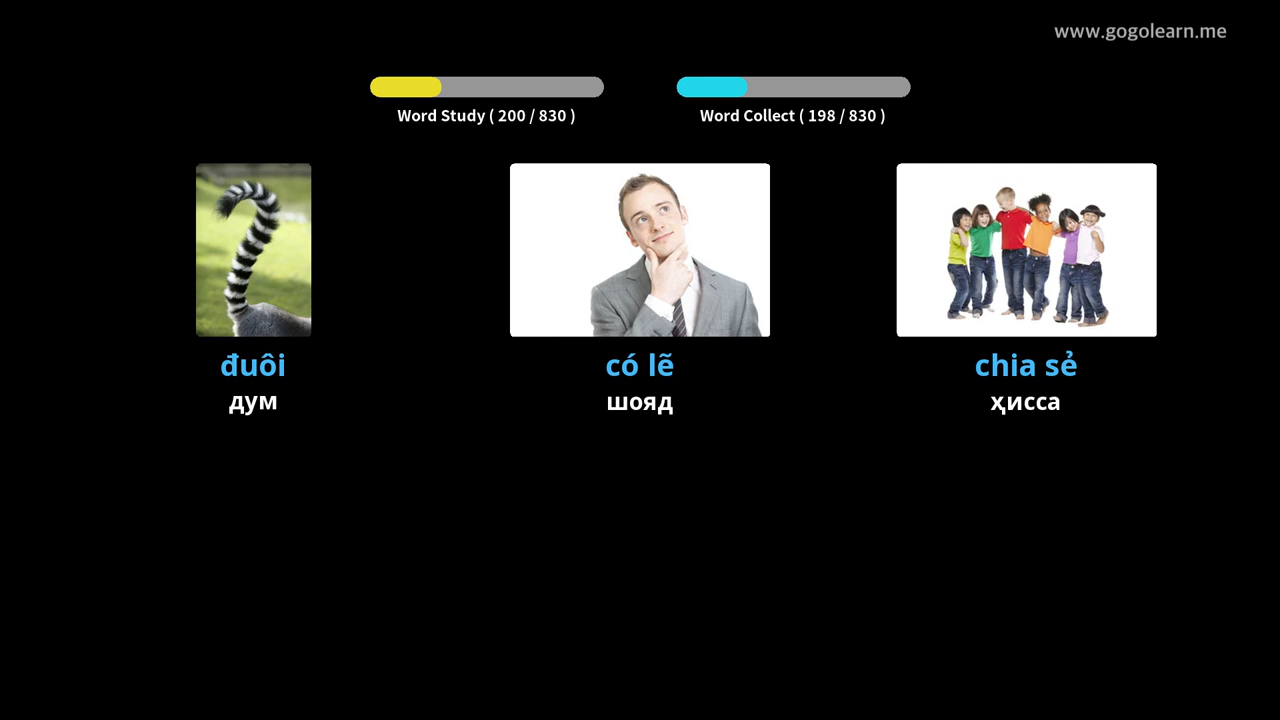 www.gogolearn.me
Word Study ( 200 / 830 )
Word Collect ( 198 / 830 )
đuôi
дум
có lẽ
шояд
chia sẻ
ҳисса